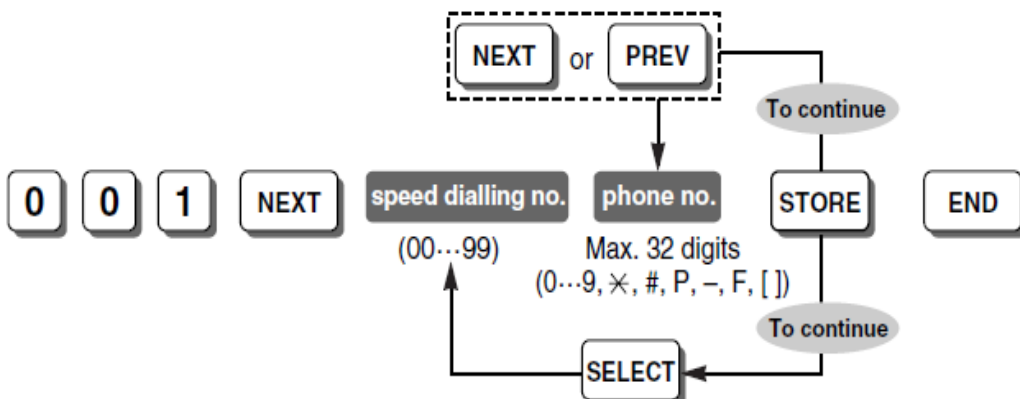 NEXT or PREV
To continue
0 0 1 NEXT speed dialling no. phone no. STORE END
(00···99) Max. 32 digits
(0···9, ✳, #, P, –, F, [ ])
To continue
SELECT